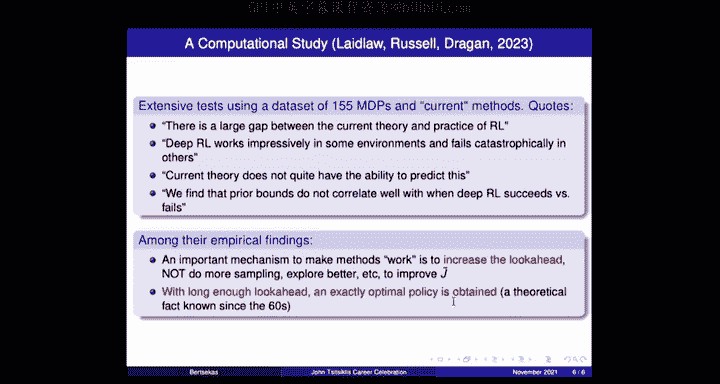 A Computational Study (Laidlaw, Russell, Dragan, 2023)
Extensive tests using a dataset of 155 MDPs and “current” methods. Quotes:
“There is a large gap between the current theory and practice of RL”
“Deep RL works impressively in some environments and fails catastrophically in
others”
“Current theory does not quite have the ability to predict this”
“We find that prior bounds do not correlate well with when deep RL succeeds vs.
fails”
Among their empirical findings:
An important mechanism to make methods “work” is to increase the lookahead,
NOT do more sampling, explore better, etc, to improve J̃
With long enough lookahead, an exactly optimal policy is obtained (a theoretical
fact known since the 60s)
Bertsekas John Tsitsiklis Career Celebration November 2021 6 / 6